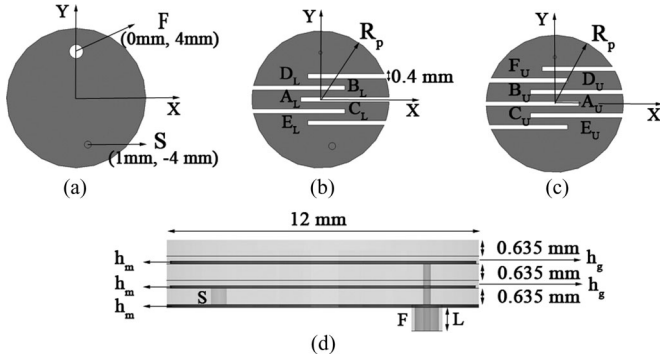 Y
F
(0mm, 4mm)
X
S
(1mm, -4 mm)
(a)
Y
R_p
D_L
0.4 mm
B_L
A_L
X
C_L
E_L
(b)
Y
R_p
F_U
D_U
B_U
A_U
X
C_U
E_U
(c)
12 mm
0.635 mm
h_m
h_g
0.635 mm
h_m
h_g
S
0.635 mm
h_m
F
L
(d)